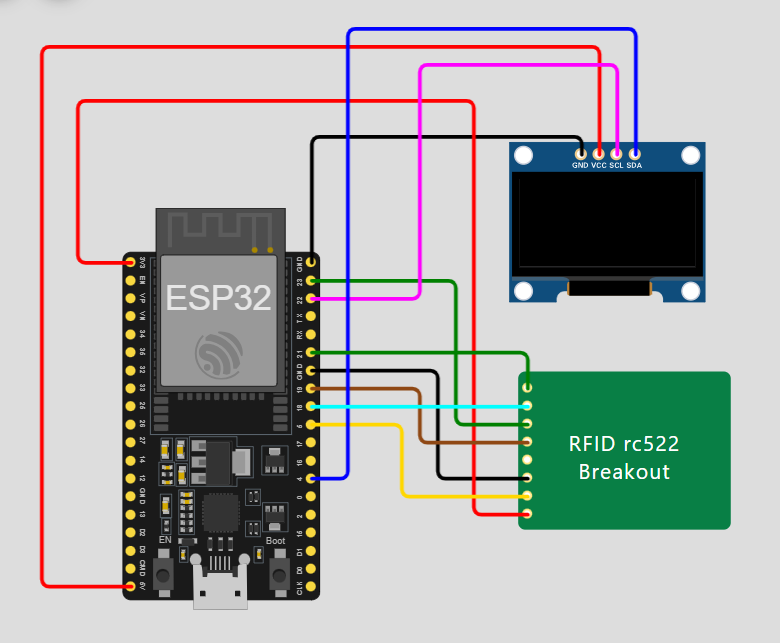 GND VCC SCL SDA
ESP32
3V3
EN
VP
VN
34
35
32
33
25
26
27
14
12
GND
13
D2
D3
CMD
5V
GND
23
22
TX
RX
21
GND
19
18
5
17
16
4
0
2
15
D1
D0
CLK
EN
Boot
RFID rc522
Breakout